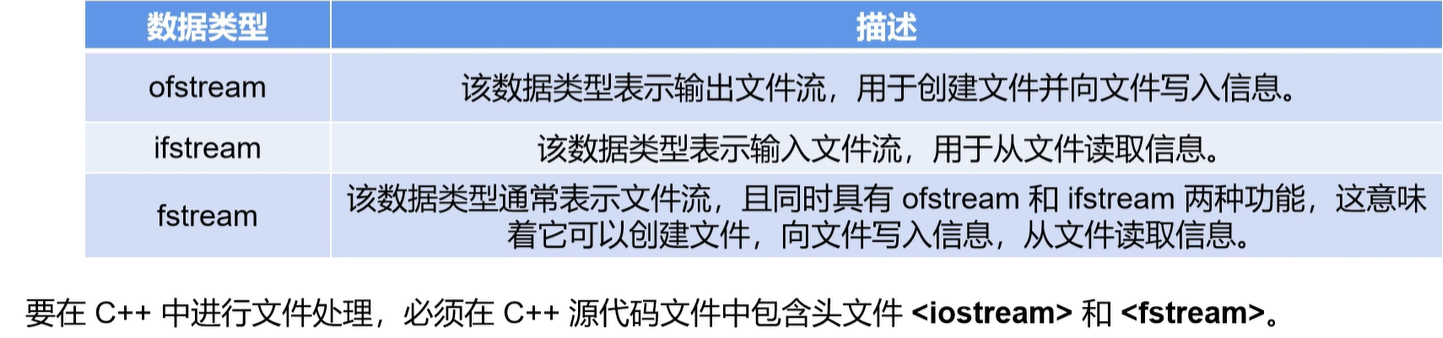 数据类型 描述
ofstream 该数据类型表示输出文件流，用于创建文件并向文件写入信息。
ifstream 该数据类型表示输入文件流，用于从文件读取信息。
fstream 该数据类型通常表示文件流，且同时具有 ofstream 和 ifstream 两种功能，这意味
着它可以创建文件，向文件写入信息，从文件读取信息。
要在 C++ 中进行文件处理，必须在 C++ 源代码文件中包含头文件 <iostream> 和 <fstream>。